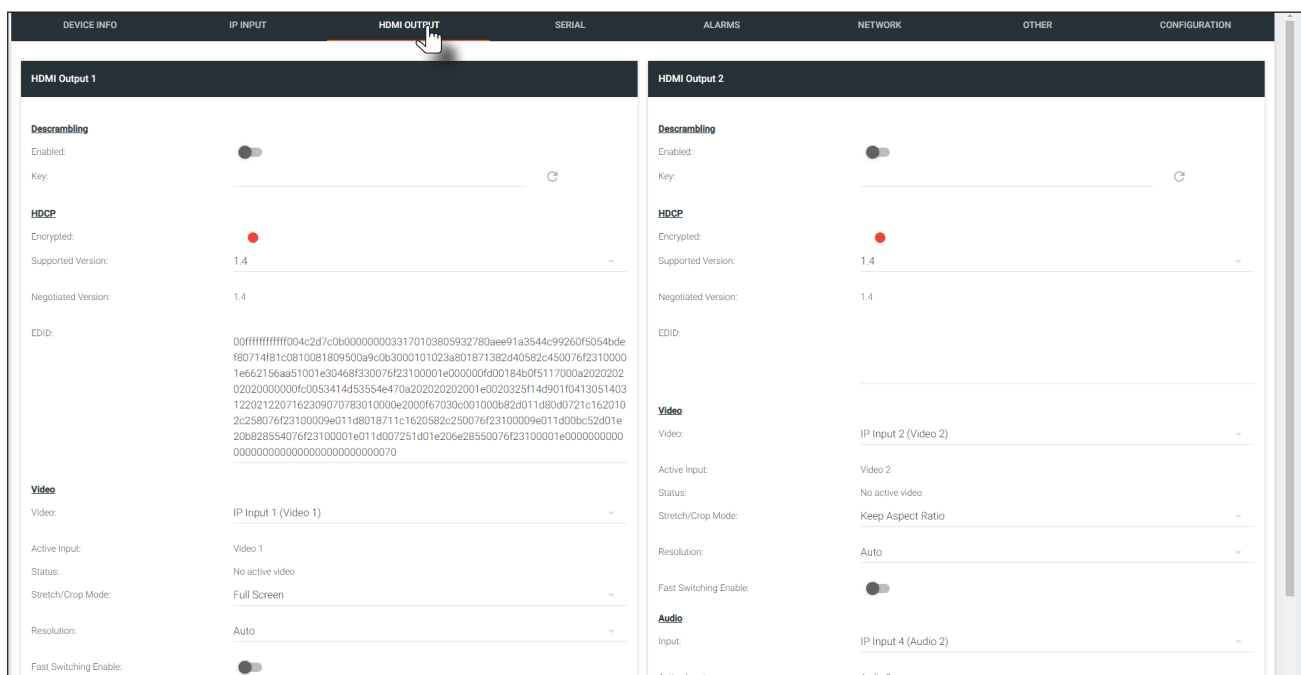 DEVICE INFO IP INPUT HDMI OUTPUT SERIAL ALARMS NETWORK OTHER CONFIGURATION
HDMI Output 1
Descrambling
Enabled:
Key:
HDCP
Encrypted:
Supported Version: 1.4
Negotiated Version: 1.4
EDID:
00ffffffffffff004c2d7c0b0000000033170103805932780aee91a3544c99260f5054bde
f80714f81c0810081809500a9c0b3000101023a801871382d40582c450076f2310000
1e662156aa51001e30468f330076f23100001e000000fd00184b0f5117000a2020202
02020000000fc0053414d53554e470a202020202001e0020325f14d901f0413051403
122021220716230907078301​0000e2000f67030c001000b82d011d80d0721c162010
2c258076f23100009e011d8018711c1620582c250076f23100009e011d00bc52d01e
20b828554076f23100001e011d007251d01e206e28550076f23100001e0000000000
0000000000000000000000000070
Video
Video: IP Input 1 (Video 1)
Active Input: Video 1
Status: No active video
Stretch/Crop Mode: Full Screen
Resolution: Auto
Fast Switching Enable:
HDMI Output 2
Descrambling
Enabled:
Key:
HDCP
Encrypted:
Supported Version: 1.4
Negotiated Version: 1.4
EDID:
Video
Video: IP Input 2 (Video 2)
Active Input: Video 2
Status: No active video
Stretch/Crop Mode: Keep Aspect Ratio
Resolution: Auto
Fast Switching Enable:
Audio
Input: IP Input 4 (Audio 2)